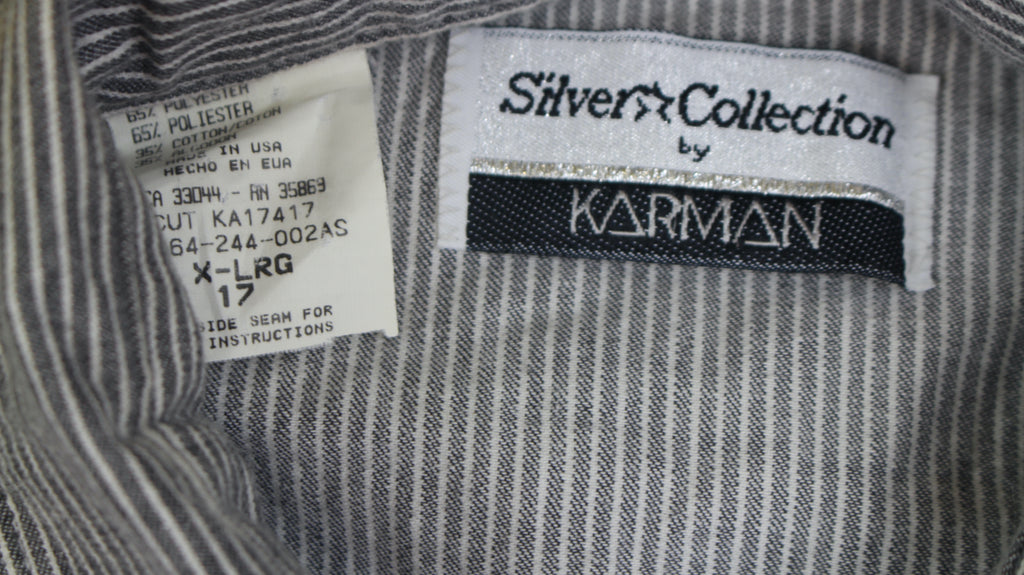 65% POLYESTER
65% POLIESTER
35% COTTON/COTON
35% ALGODON
MADE IN USA
HECHO EN EUA
CA 33044 - RN 35869
CUT KA17417
64-244-002AS
X-LRG
17
SIDE SEAM FOR
INSTRUCTIONS
Silver☆Collection
by
KARMAN